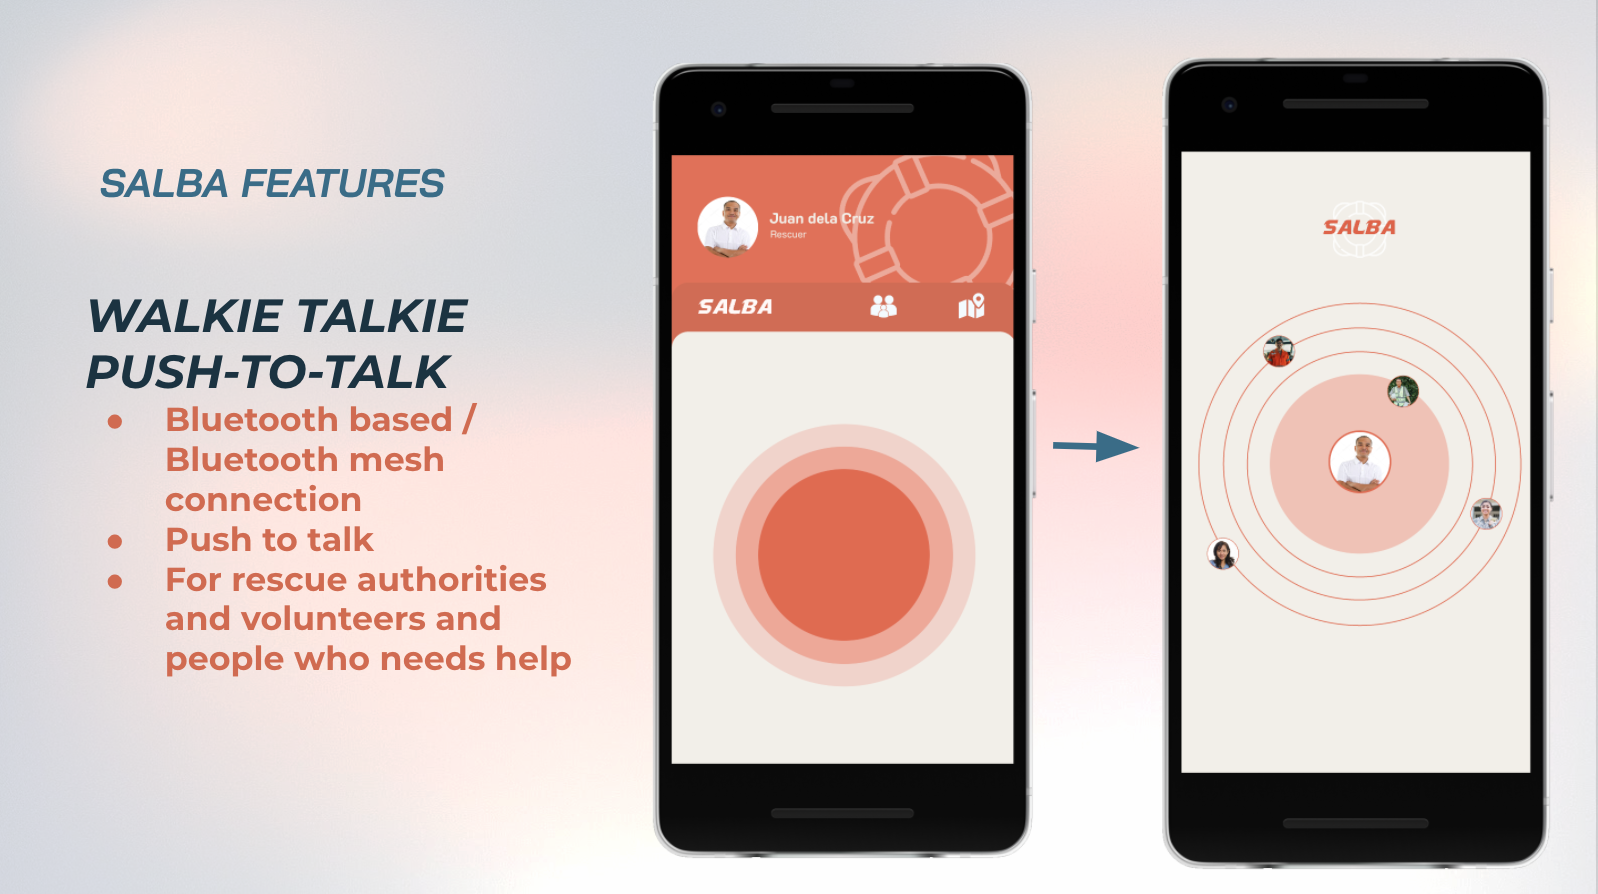 SALBA FEATURES
WALKIE TALKIE
PUSH-TO-TALK
● Bluetooth based /
Bluetooth mesh
connection
● Push to talk
● For rescue authorities
and volunteers and
people who needs help
Juan dela Cruz
Rescuer
SALBA
SALBA